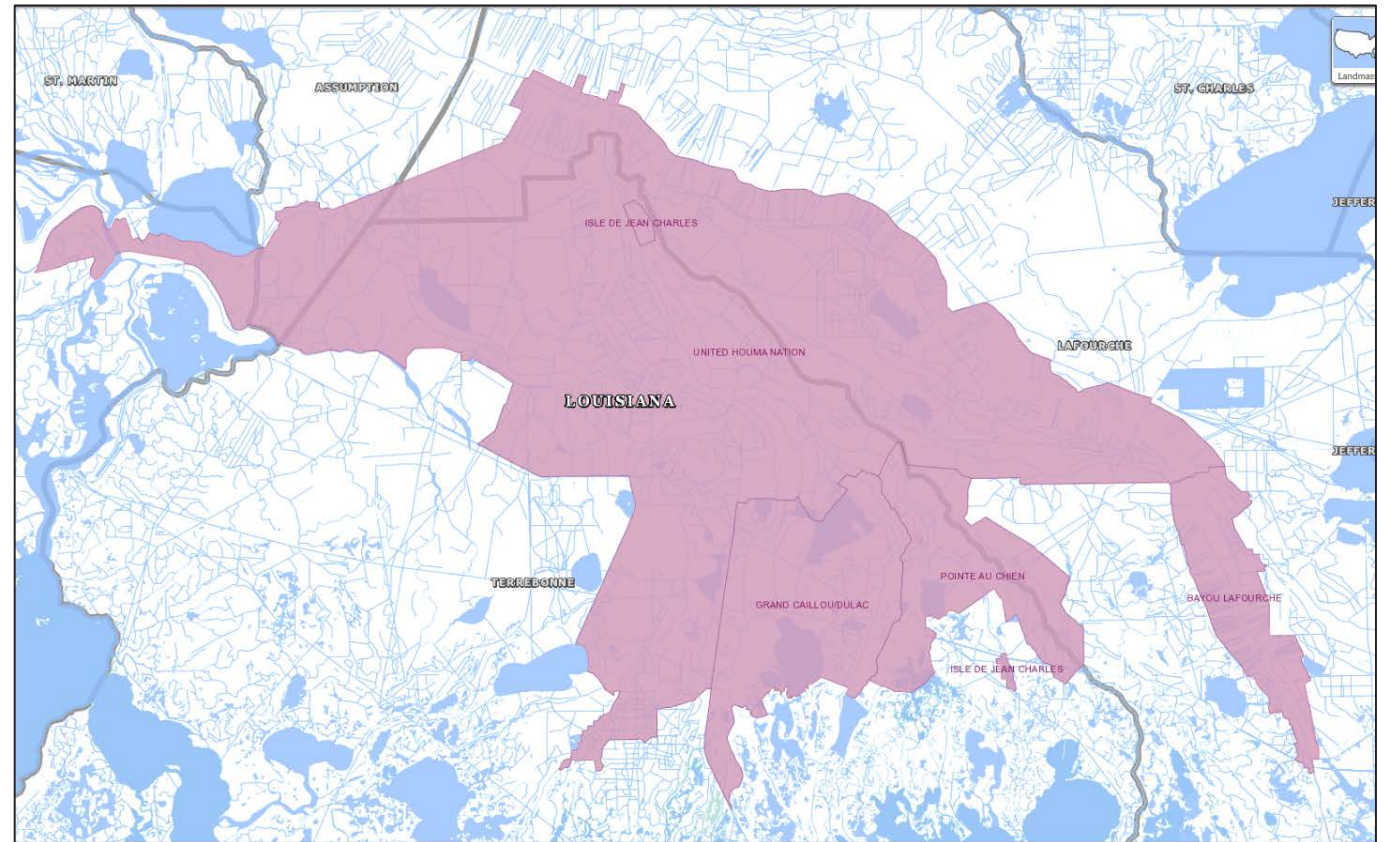 ST. MARTIN
ASSUMPTION
ST. CHARLES
Landmas
JEFFER
ISLE DE JEAN CHARLES
UNITED HOUMA NATION
LAFOURCHE
LOUISIANA
JEFFER
TERREBONNE
GRAND CAILLOU/DULAC
POINTE AU CHIEN
BAYOU LAFOURCHE
ISLE DE JEAN CHARLES